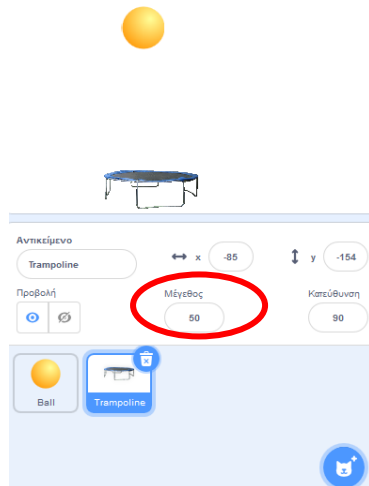 Αντικείμενο
Trampoline
x -85
y -154
Προβολή
Μέγεθος
50
Κατεύθυνση
90
Ball
Trampoline